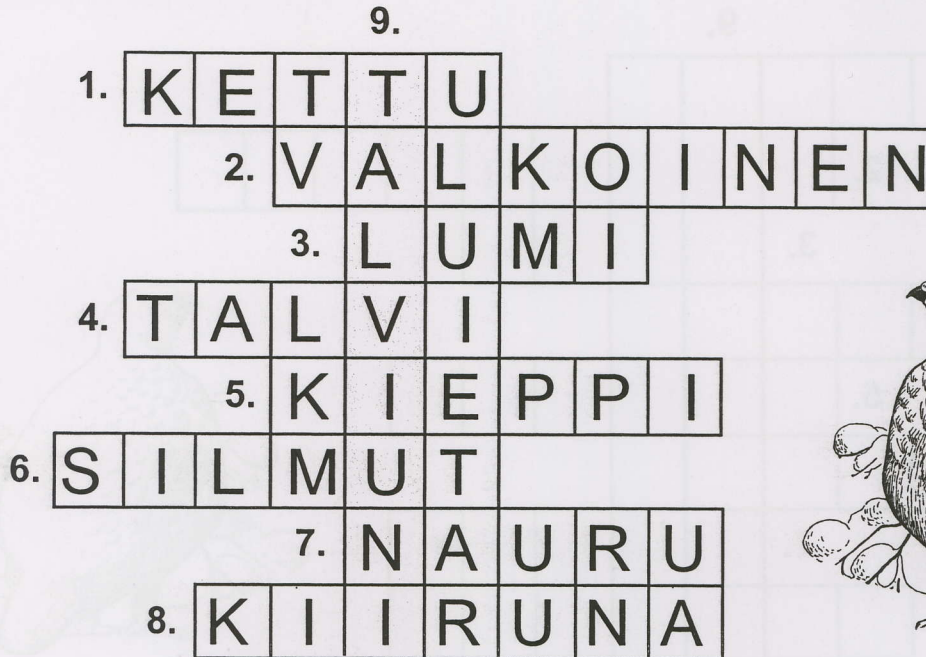 9.
1. KETTU
2. VALKOINEN
3. LUMI
4. TALVI
5. KIEPPI
6. SILMUT
7. NAURU
8. KIIRUNA